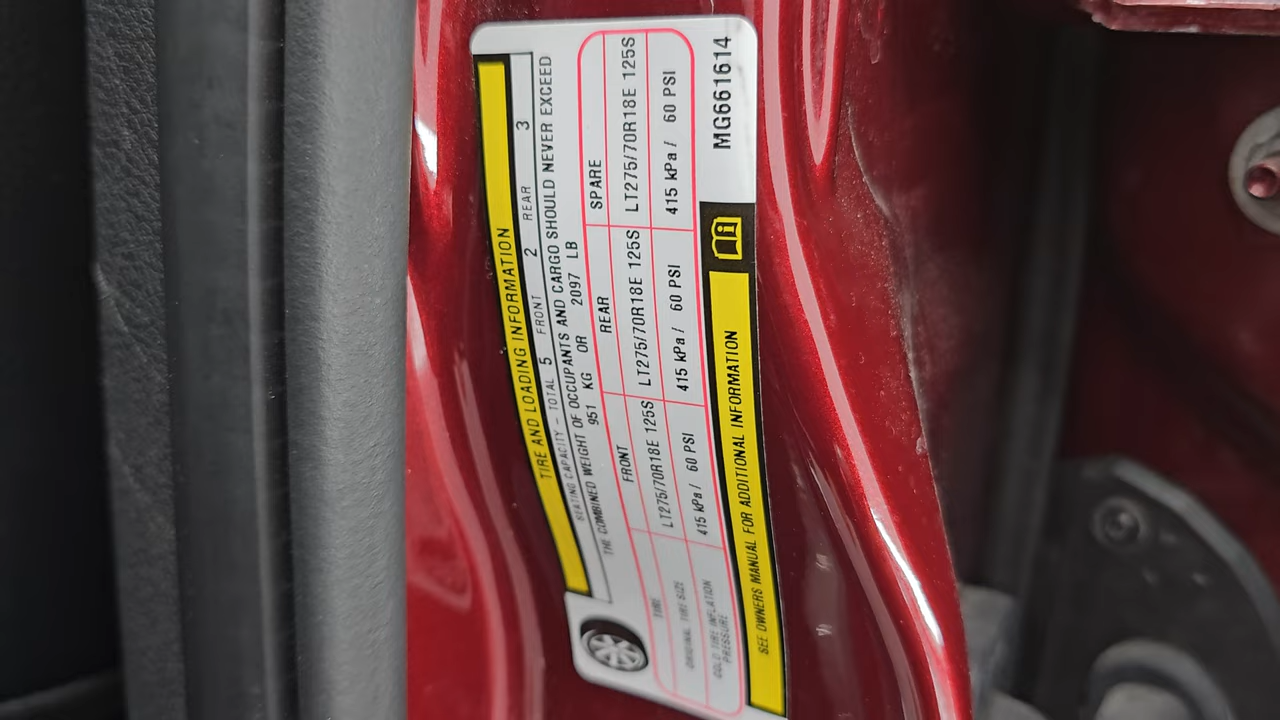 TIRE AND LOADING INFORMATION
SEATING CAPACITY – TOTAL 5 FRONT 2 REAR 3
THE COMBINED WEIGHT OF OCCUPANTS AND CARGO SHOULD NEVER EXCEED
951 KG OR 2097 LB
TIRE FRONT REAR SPARE
ORIGINAL TIRE SIZE LT275/70R18E 125S LT275/70R18E 125S LT275/70R18E 125S
COLD TIRE INFLATION PRESSURE 415 kPa / 60 PSI 415 kPa / 60 PSI 415 kPa / 60 PSI
SEE OWNERS MANUAL FOR ADDITIONAL INFORMATION
MG661614